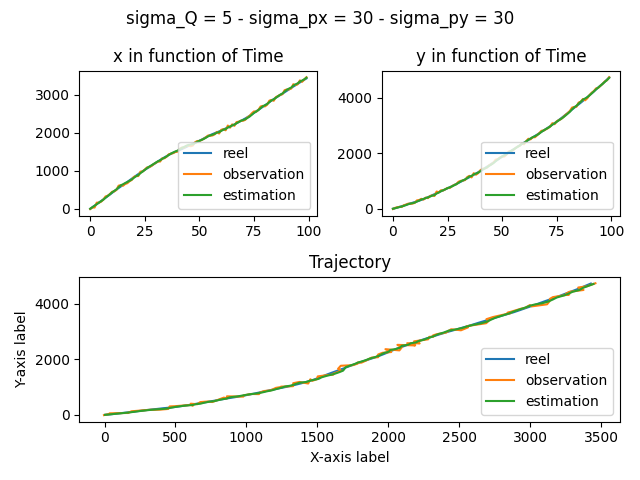 sigma_Q = 5 - sigma_px = 30 - sigma_py = 30
x in function of Time
3000
2000
1000
0
0 25 50 75 100
reel
observation
estimation
y in function of Time
4000
2000
0
0 25 50 75 100
reel
observation
estimation
Trajectory
Y-axis label
4000
2000
0
0 500 1000 1500 2000 2500 3000 3500
X-axis label
reel
observation
estimation